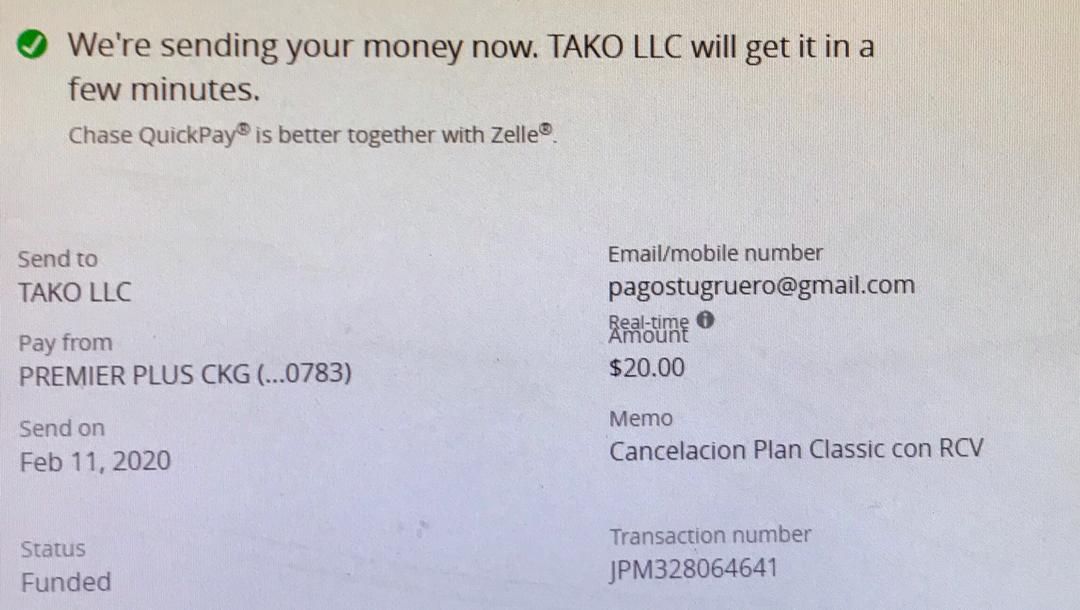 We're sending your money now. TAKO LLC will get it in a
few minutes.
Chase QuickPay® is better together with Zelle®.
Send to
TAKO LLC
Pay from
PREMIER PLUS CKG (...0783)
Send on
Feb 11, 2020
Status
Funded
Email/mobile number
pagostugruero@gmail.com
Real-time
Amount
$20.00
Memo
Cancelacion Plan Classic con RCV
Transaction number
JPM328064641